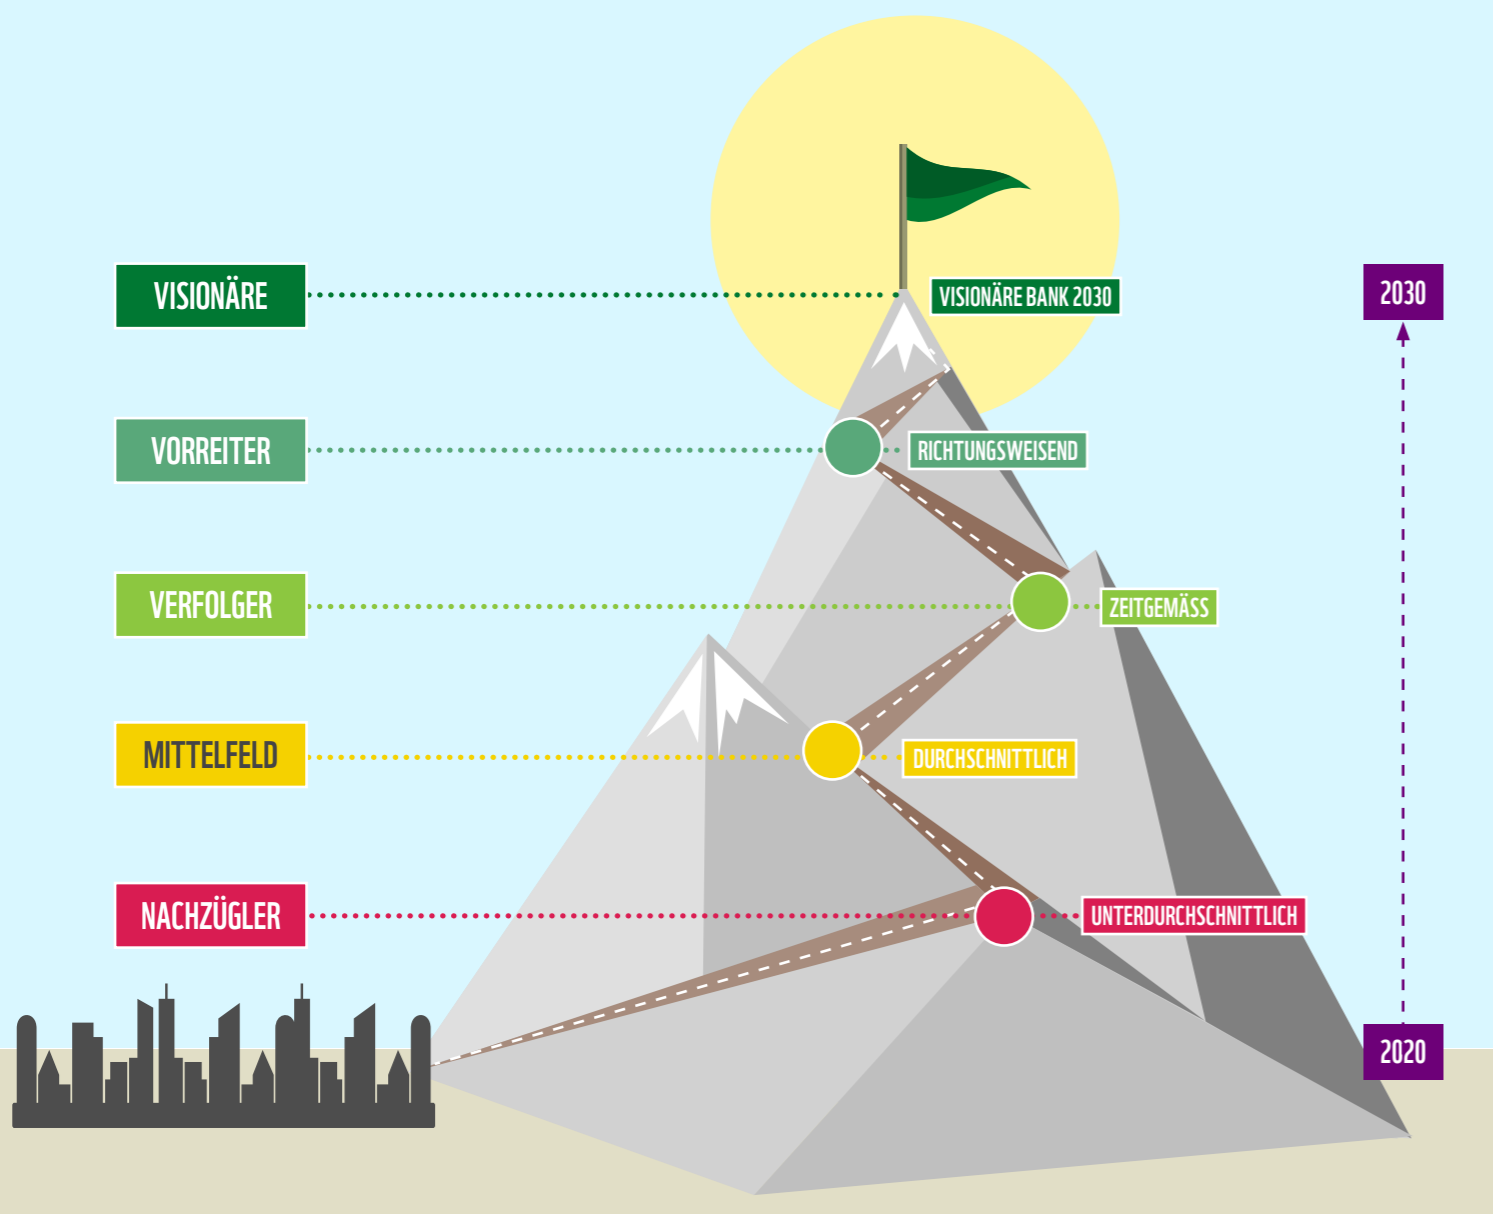 VISIONÄRE
VISIONÄRE BANK 2030
2030
VORREITER
RICHTUNGSWEISEND
VERFOLGER
ZEITGEMÄSS
MITTELFELD
DURCHSCHNITTLICH
NACHZÜGLER
UNTERDURCHSCHNITTLICH
2020